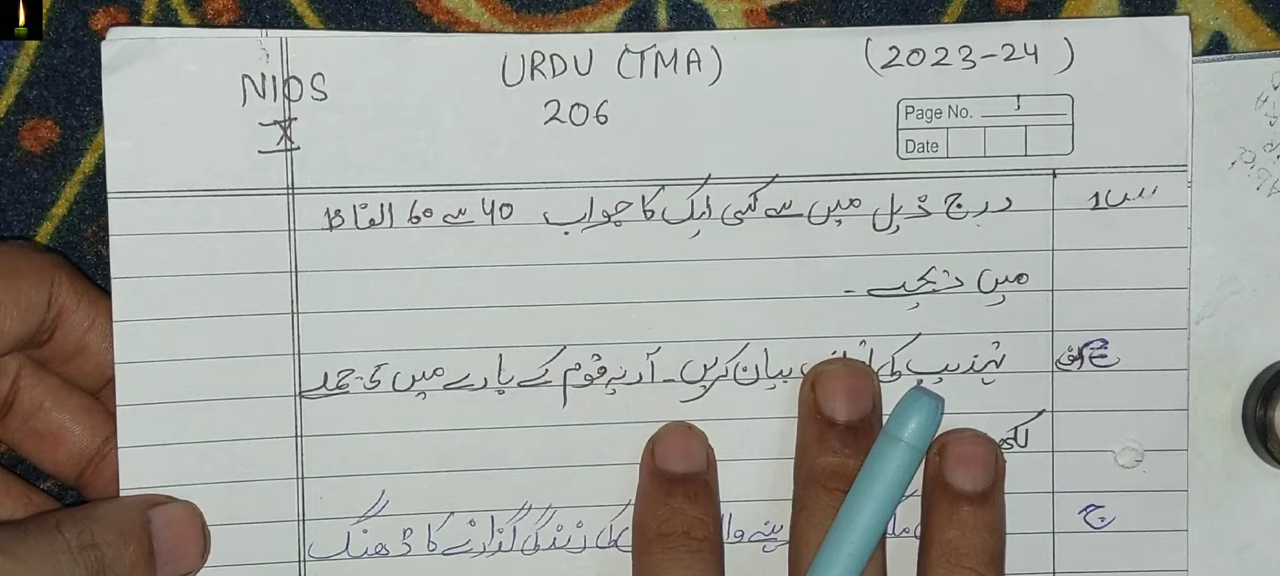 NIOS
X
URDU (TMA)
206
(2023-24)
Page No. 1
Date
س1 درج ذیل میں سے کسی ایک کا جواب 40 سے 60 الفاظ
میں دیجیے۔
الف تہذیب کی بیان کریں۔ آریہ قوم کے بارے میں جملے
ج کی زندگی گزارنے کا ڈھنگ